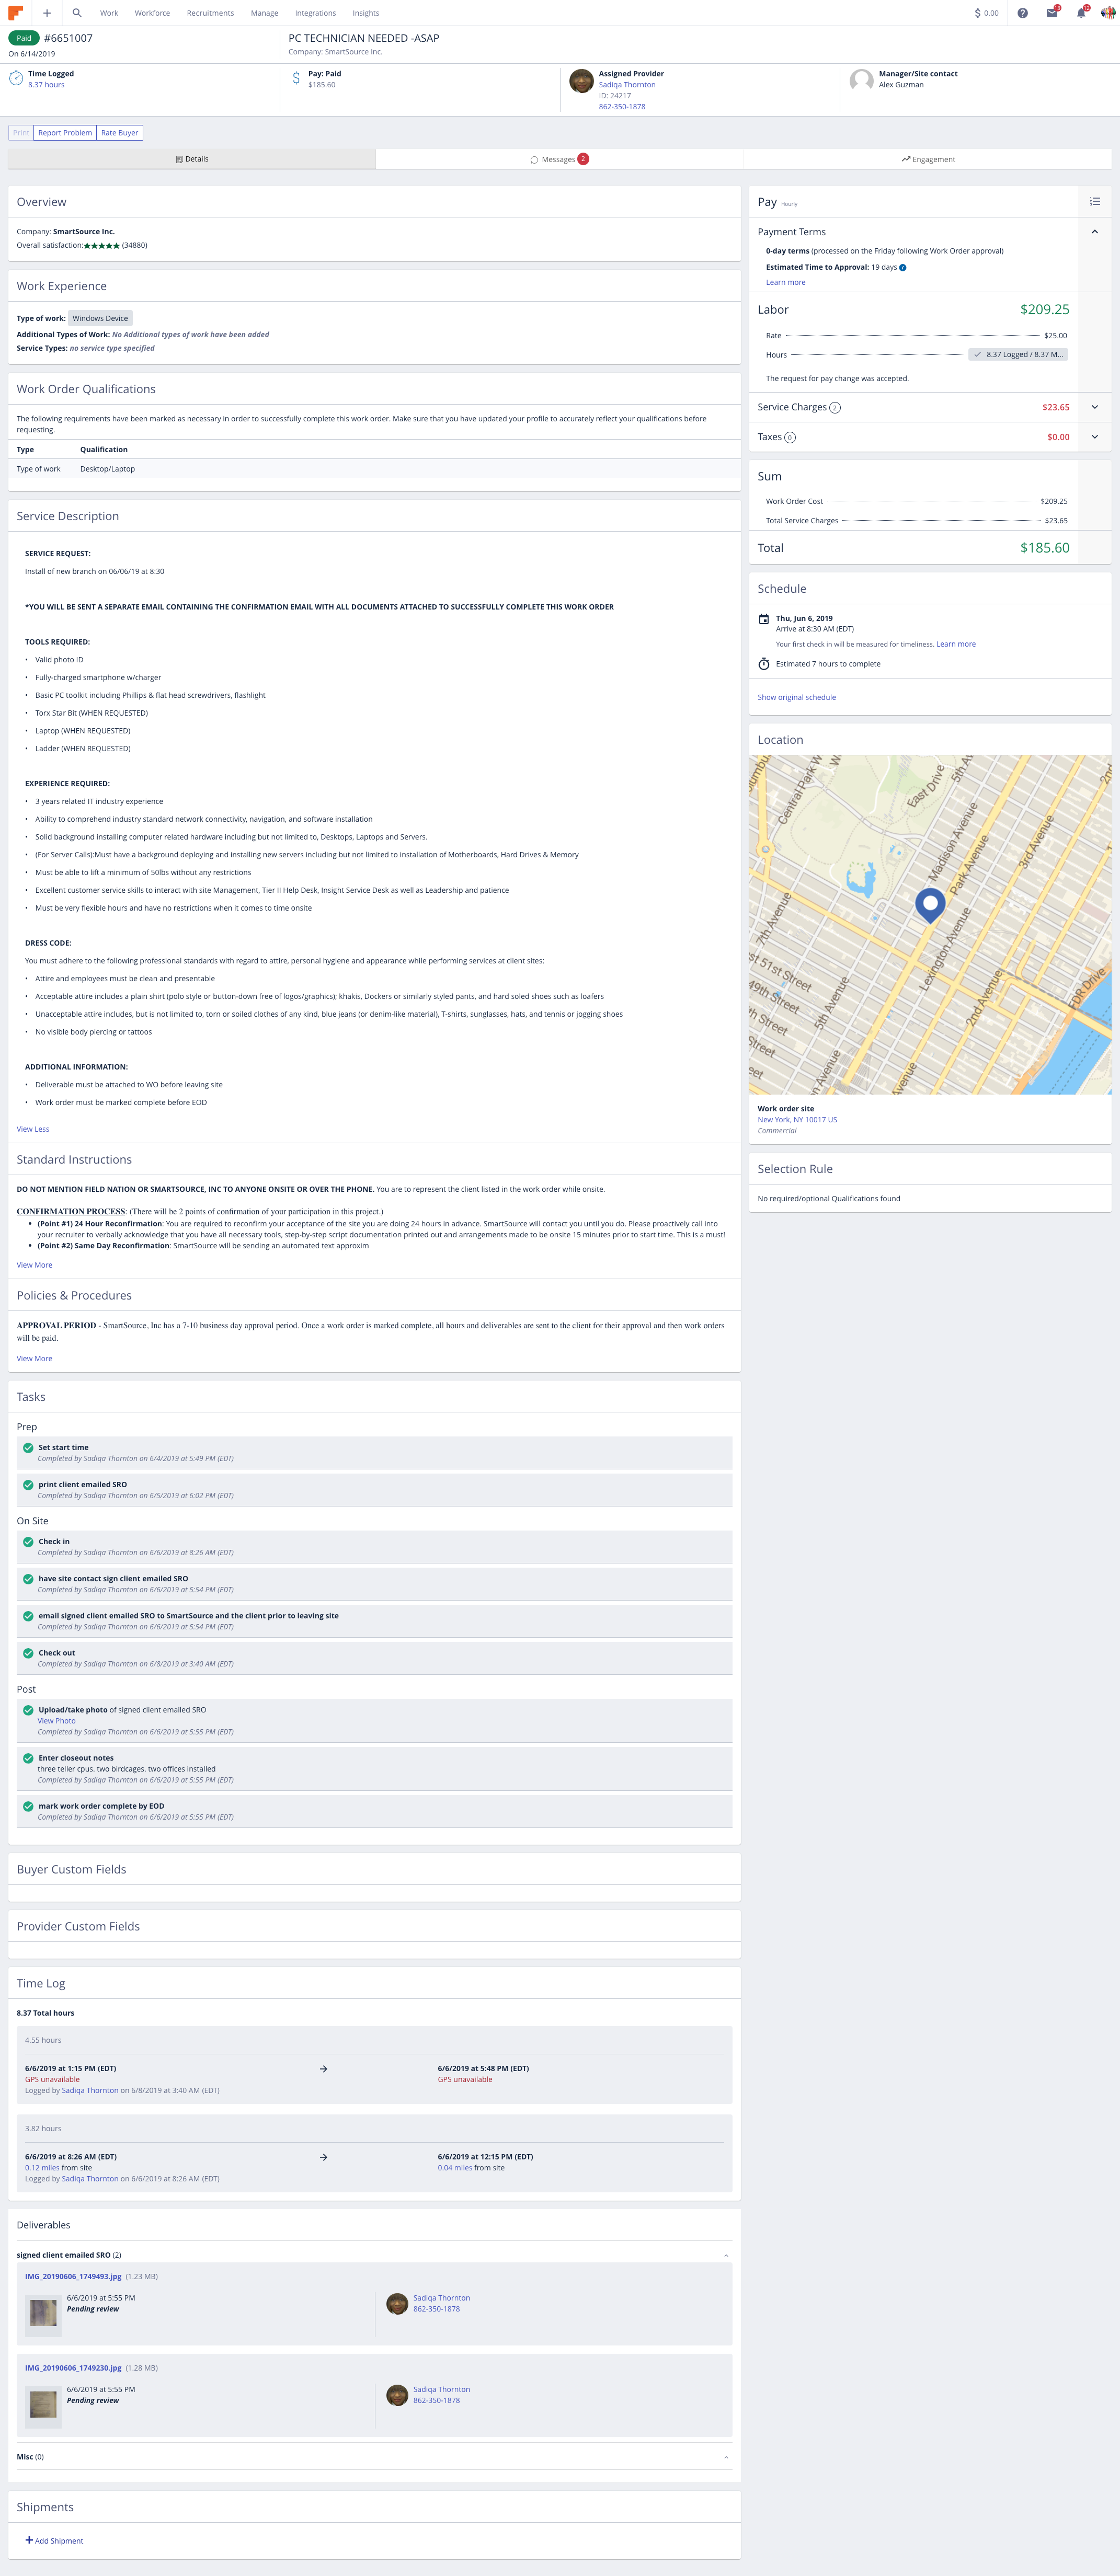 Work Workforce Recruitments Manage Integrations Insights $ 0.00
Paid #6651007
On 6/14/2019
PC TECHNICIAN NEEDED -ASAP
Company: SmartSource Inc.
Time Logged
8.37 hours
Pay: Paid
$185.60
Assigned Provider
Sadiqa Thornton
ID: 24217
862-350-1878
Manager/Site contact
Alex Guzman
Print Report Problem Rate Buyer
Details Messages 2 Engagement
Overview
Company: SmartSource Inc.
Overall satisfaction:★★★★★ (34880)
Work Experience
Type of work: Windows Device
Additional Types of Work: No Additional types of work have been added
Service Types: no service type specified
Work Order Qualifications
The following requirements have been marked as necessary in order to successfully complete this work order. Make sure that you have updated your profile to accurately reflect your qualifications before
requesting.
Type Qualification
Type of work Desktop/Laptop
Service Description
SERVICE REQUEST:
Install of new branch on 06/06/19 at 8:30
*YOU WILL BE SENT A SEPARATE EMAIL CONTAINING THE CONFIRMATION EMAIL WITH ALL DOCUMENTS ATTACHED TO SUCCESSFULLY COMPLETE THIS WORK ORDER
TOOLS REQUIRED:
• Valid photo ID
• Fully-charged smartphone w/charger
• Basic PC toolkit including Phillips & flat head screwdrivers, flashlight
• Torx Star Bit (WHEN REQUESTED)
• Laptop (WHEN REQUESTED)
• Ladder (WHEN REQUESTED)
EXPERIENCE REQUIRED:
• 3 years related IT industry experience
• Ability to comprehend industry standard network connectivity, navigation, and software installation
• Solid background installing computer related hardware including but not limited to, Desktops, Laptops and Servers.
• (For Server Calls):Must have a background deploying and installing new servers including but not limited to installation of Motherboards, Hard Drives & Memory
• Must be able to lift a minimum of 50lbs without any restrictions
• Excellent customer service skills to interact with site Management, Tier II Help Desk, Insight Service Desk as well as Leadership and patience
• Must be very flexible hours and have no restrictions when it comes to time onsite
DRESS CODE:
You must adhere to the following professional standards with regard to attire, personal hygiene and appearance while performing services at client sites:
• Attire and employees must be clean and presentable
• Acceptable attire includes a plain shirt (polo style or button-down free of logos/graphics); khakis, Dockers or similarly styled pants, and hard soled shoes such as loafers
• Unacceptable attire includes, but is not limited to, torn or soiled clothes of any kind, blue jeans (or denim-like material), T-shirts, sunglasses, hats, and tennis or jogging shoes
• No visible body piercing or tattoos
ADDITIONAL INFORMATION:
• Deliverable must be attached to WO before leaving site
• Work order must be marked complete before EOD
View Less
Standard Instructions
DO NOT MENTION FIELD NATION OR SMARTSOURCE, INC TO ANYONE ONSITE OR OVER THE PHONE. You are to represent the client listed in the work order while onsite.
CONFIRMATION PROCESS: (There will be 2 points of confirmation of your participation in this project.)
• (Point #1) 24 Hour Reconfirmation: You are required to reconfirm your acceptance of the site you are doing 24 hours in advance. SmartSource will contact you until you do. Please proactively call into
your recruiter to verbally acknowledge that you have all necessary tools, step-by-step script documentation printed out and arrangements made to be onsite 15 minutes prior to start time. This is a must!
• (Point #2) Same Day Reconfirmation: SmartSource will be sending an automated text approxim
View More
Policies & Procedures
APPROVAL PERIOD - SmartSource, Inc has a 7-10 business day approval period. Once a work order is marked complete, all hours and deliverables are sent to the client for their approval and then work orders
will be paid.
View More
Tasks
Prep
Set start time
Completed by Sadiqa Thornton on 6/4/2019 at 5:49 PM (EDT)
print client emailed SRO
Completed by Sadiqa Thornton on 6/5/2019 at 6:02 PM (EDT)
On Site
Check in
Completed by Sadiqa Thornton on 6/6/2019 at 8:26 AM (EDT)
have site contact sign client emailed SRO
Completed by Sadiqa Thornton on 6/6/2019 at 5:54 PM (EDT)
email signed client emailed SRO to SmartSource and the client prior to leaving site
Completed by Sadiqa Thornton on 6/6/2019 at 5:54 PM (EDT)
Check out
Completed by Sadiqa Thornton on 6/8/2019 at 3:40 AM (EDT)
Post
Upload/take photo of signed client emailed SRO
View Photo
Completed by Sadiqa Thornton on 6/6/2019 at 5:55 PM (EDT)
Enter closeout notes
three teller cpus. two birdcages. two offices installed
Completed by Sadiqa Thornton on 6/6/2019 at 5:55 PM (EDT)
mark work order complete by EOD
Completed by Sadiqa Thornton on 6/6/2019 at 5:55 PM (EDT)
Buyer Custom Fields
Provider Custom Fields
Time Log
8.37 Total hours
4.55 hours
6/6/2019 at 1:15 PM (EDT) → 6/6/2019 at 5:48 PM (EDT)
GPS unavailable GPS unavailable
Logged by Sadiqa Thornton on 6/8/2019 at 3:40 AM (EDT)
3.82 hours
6/6/2019 at 8:26 AM (EDT) → 6/6/2019 at 12:15 PM (EDT)
0.12 miles from site 0.04 miles from site
Logged by Sadiqa Thornton on 6/6/2019 at 8:26 AM (EDT)
Deliverables
signed client emailed SRO (2)
IMG_20190606_1749493.jpg (1.23 MB)
6/6/2019 at 5:55 PM
Pending review
Sadiqa Thornton
862-350-1878
IMG_20190606_1749230.jpg (1.28 MB)
6/6/2019 at 5:55 PM
Pending review
Sadiqa Thornton
862-350-1878
Misc (0)
Shipments
+ Add Shipment
Pay Hourly
Payment Terms
0-day terms (processed on the Friday following Work Order approval)
Estimated Time to Approval: 19 days
Learn more
Labor $209.25
Rate $25.00
Hours 8.37 Logged / 8.37 M...
The request for pay change was accepted.
Service Charges 2 $23.65
Taxes 0 $0.00
Sum
Work Order Cost $209.25
Total Service Charges $23.65
Total $185.60
Schedule
Thu, Jun 6, 2019
Arrive at 8:30 AM (EDT)
Your first check in will be measured for timeliness. Learn more
Estimated 7 hours to complete
Show original schedule
Location
Central Park W
East Drive
5th A
Madison Avenue
Park Avenue
3rd Avenue
7th Avenue
Lexington Avenue
st 51st Street
49th Street
5th Avenue
2nd Avenue
FDR Drive
Work order site
New York, NY 10017 US
Commercial
Selection Rule
No required/optional Qualifications found